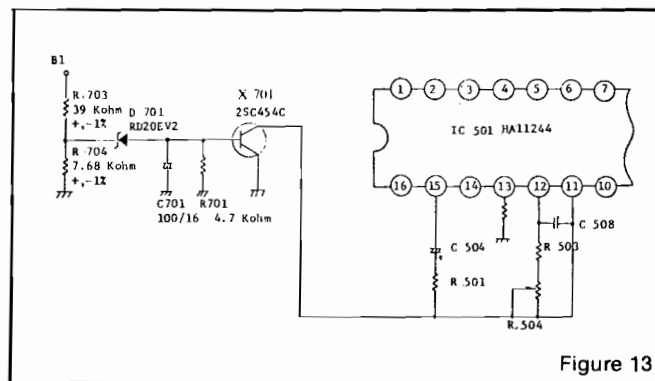 B1
R.703
39 Kohm
+,-1%
R 704
7.68 Kohm
+,-1%
D 701
RD20EV2
C701
100/16
R701
4.7 Kohm
X 701
2SC454C
1 2 3 4 5 6 7
IC 501 HA11244
16 15 14 13 12 11 10
C 504
R 501
C 508
R 503
R.504
Figure 13